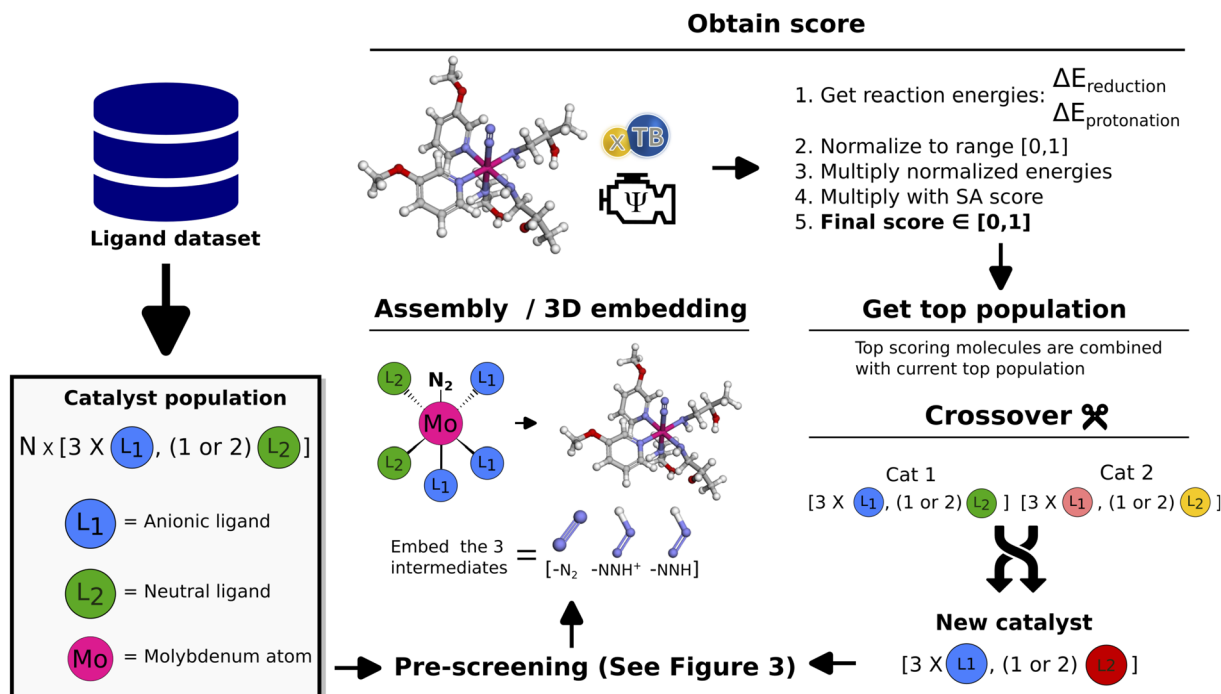 Obtain score
x TB
Ψ
1. Get reaction energies: ΔE reduction
ΔE protonation
2. Normalize to range [0,1]
3. Multiply normalized energies
4. Multiply with SA score
5. Final score ∈ [0,1]
Ligand dataset
Catalyst population
N x [3 X L1, (1 or 2) L2 ]
L1 = Anionic ligand
L2 = Neutral ligand
Mo = Molybdenum atom
Assembly / 3D embedding
L2 N2 L1
Mo
L2 L1 L1
Embed the 3
intermediates =
[-N2 -NNH+ -NNH]
Pre-screening (See Figure 3)
Get top population
Top scoring molecules are combined
with current top population
Crossover
Cat 1 Cat 2
[3 X L1, (1 or 2) L2 ] [3 X L1, (1 or 2) L2 ]
New catalyst
[3 X L1, (1 or 2) L2 ]